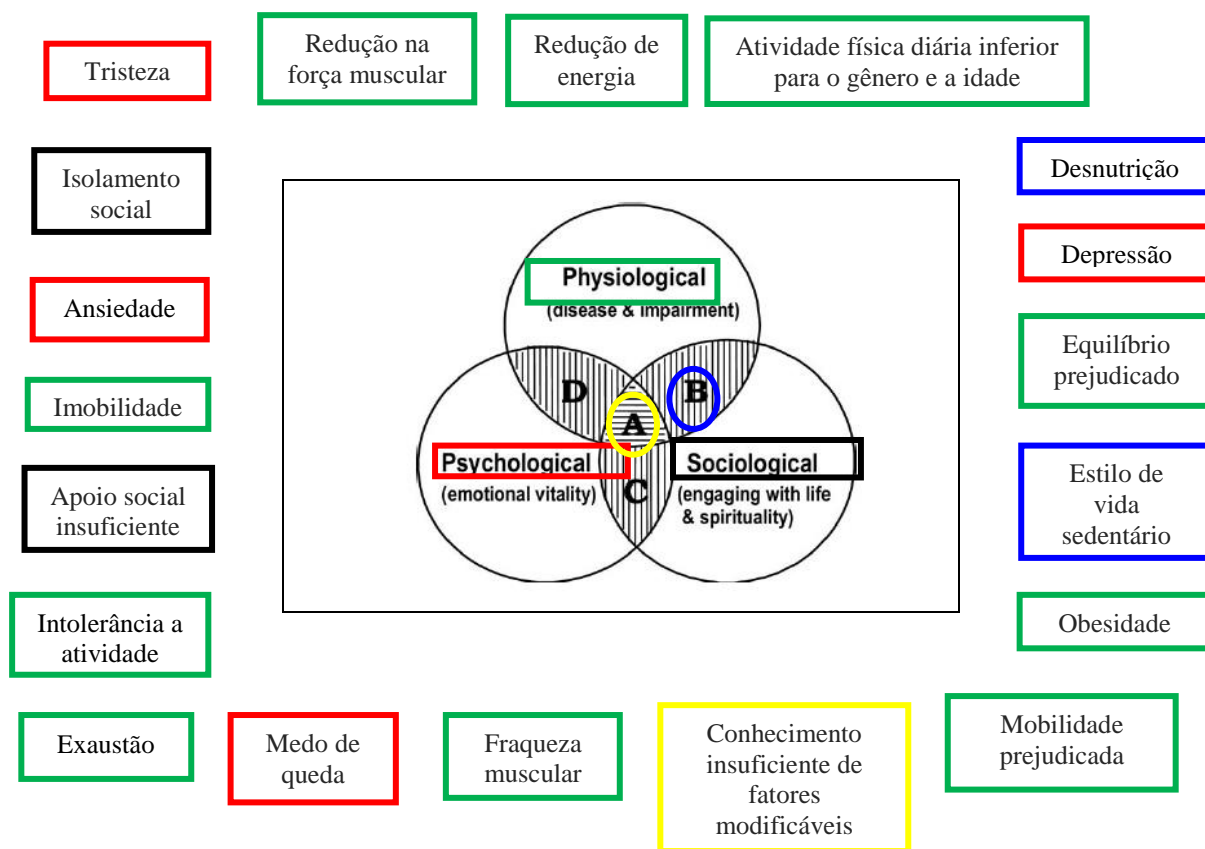 Tristeza
Redução na
força muscular
Redução de
energia
Atividade física diária inferior
para o gênero e a idade
Isolamento
social
Ansiedade
Imobilidade
Apoio social
insuficiente
Intolerância a
atividade
Physiological
(disease & impairment)
D
B
A
Psychological
(emotional vitality)
C
Sociological
(engaging with life
& spirituality)
Desnutrição
Depressão
Equilíbrio
prejudicado
Estilo de
vida
sedentário
Obesidade
Exaustão
Medo de
queda
Fraqueza
muscular
Conhecimento
insuficiente de
fatores
modificáveis
Mobilidade
prejudicada